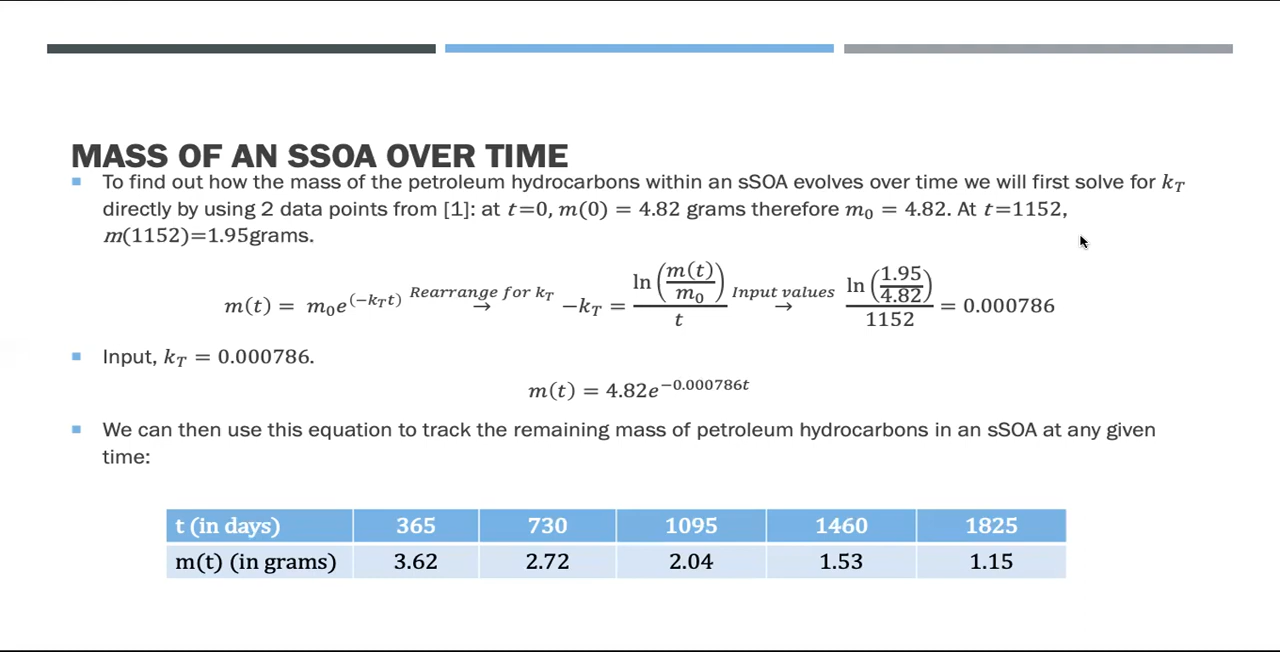 MASS OF AN SSOA OVER TIME
To find out how the mass of the petroleum hydrocarbons within an sSOA evolves over time we will first solve for k_T
directly by using 2 data points from [1]: at t=0, m(0) = 4.82 grams therefore m_0 = 4.82. At t=1152,
m(1152)=1.95grams.
m(t) = m_0e^(−k_Tt) Rearrange for k_T → −k_T = ln(m(t)/m_0)/t Input values → ln(1.95/4.82)/1152 = 0.000786
Input, k_T = 0.000786.
m(t) = 4.82e^−0.000786t
We can then use this equation to track the remaining mass of petroleum hydrocarbons in an sSOA at any given
time:
t (in days) 365 730 1095 1460 1825
m(t) (in grams) 3.62 2.72 2.04 1.53 1.15